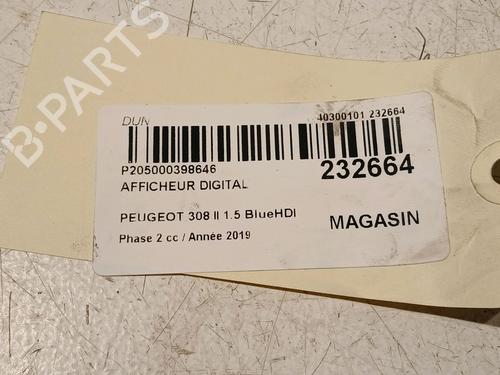 B-PARTS
DUN
40300101 232664
P205000398646
232664
AFFICHEUR DIGITAL
PEUGEOT 308 II 1.5 BlueHDI
MAGASIN
Phase 2 cc / Année 2019